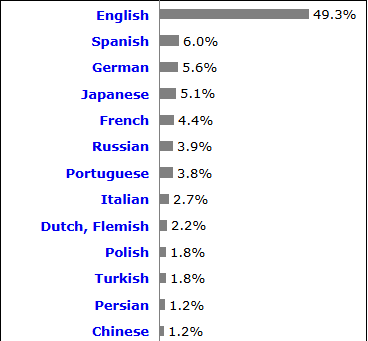 English 49.3%
Spanish 6.0%
German 5.6%
Japanese 5.1%
French 4.4%
Russian 3.9%
Portuguese 3.8%
Italian 2.7%
Dutch, Flemish 2.2%
Polish 1.8%
Turkish 1.8%
Persian 1.2%
Chinese 1.2%